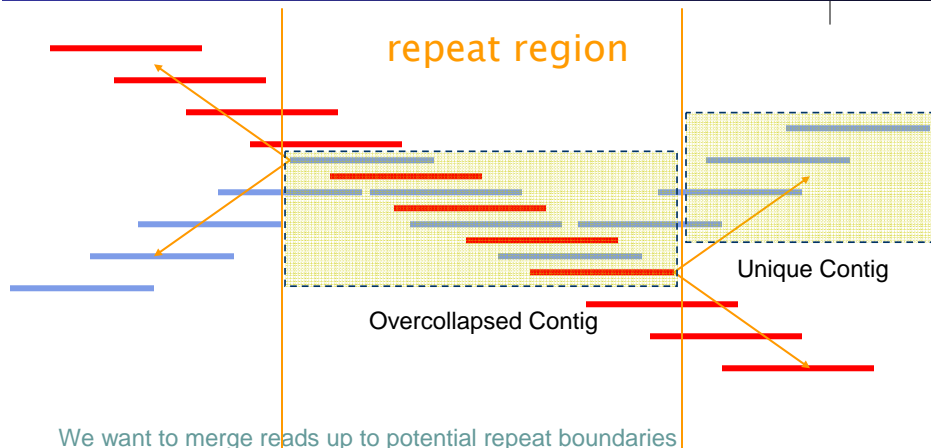 repeat region
Unique Contig
Overcollapsed Contig
We want to merge reads up to potential repeat boundaries